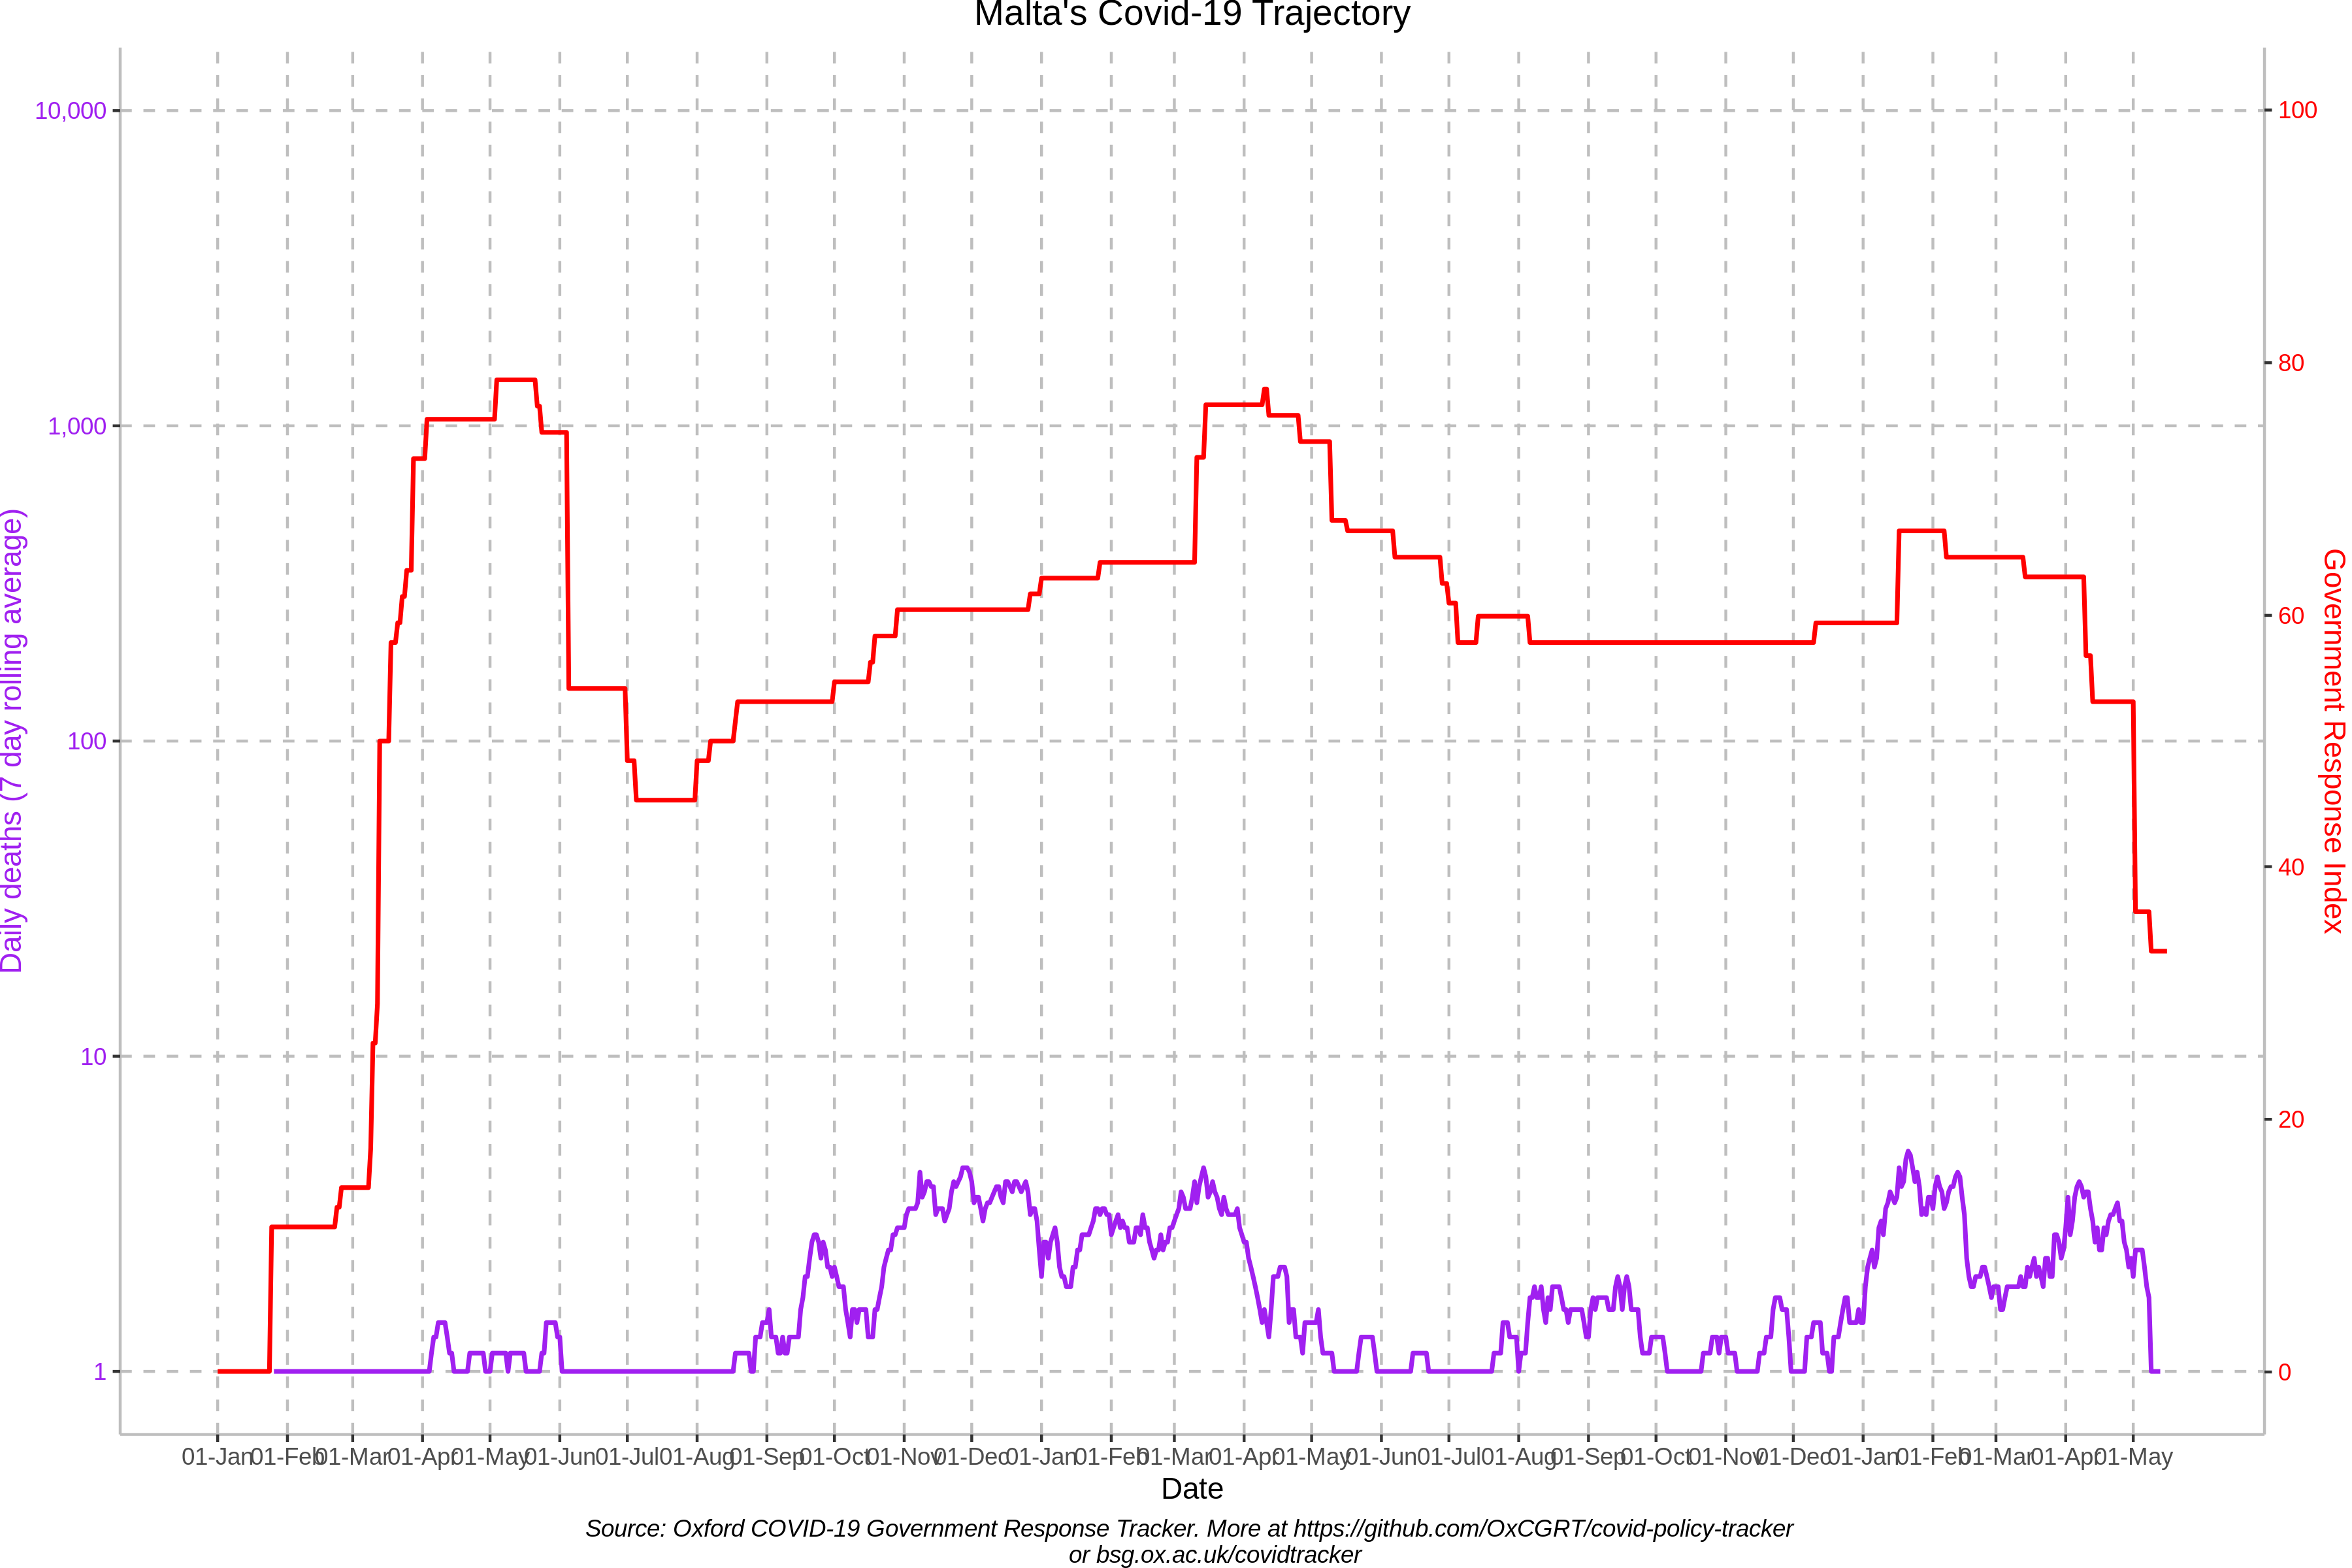 Malta's Covid-19 Trajectory
10,000
1,000
100
10
1
Daily deaths (7 day rolling average)
100
80
60
40
20
0
Government Response Index
01-Jan 01-Feb 01-Mar 01-Apr 01-May 01-Jun 01-Jul 01-Aug 01-Sep 01-Oct 01-Nov 01-Dec 01-Jan 01-Feb 01-Mar 01-Apr 01-May 01-Jun 01-Jul 01-Aug 01-Sep 01-Oct 01-Nov 01-Dec 01-Jan 01-Feb 01-Mar 01-Apr 01-May
Date
Source: Oxford COVID-19 Government Response Tracker. More at https://github.com/OxCGRT/covid-policy-tracker
or bsg.ox.ac.uk/covidtracker